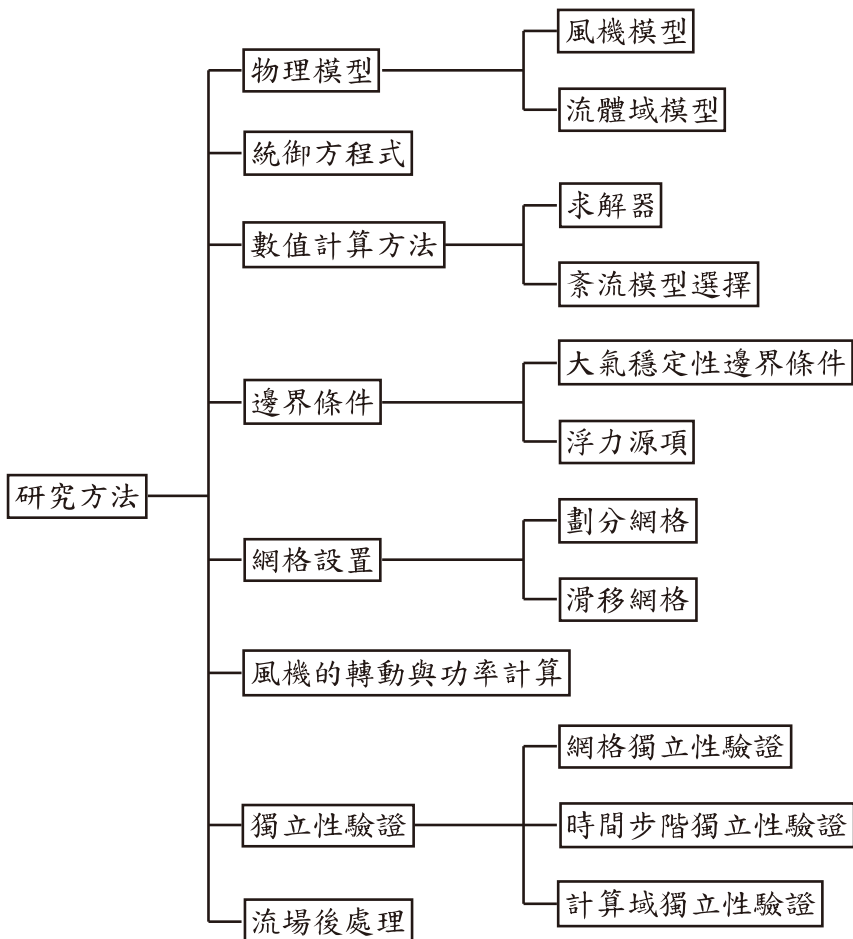 研究方法
物理模型
風機模型
流體域模型
統御方程式
數值計算方法
求解器
紊流模型選擇
邊界條件
大氣穩定性邊界條件
浮力源項
網格設置
劃分網格
滑移網格
風機的轉動與功率計算
獨立性驗證
網格獨立性驗證
時間步階獨立性驗證
計算域獨立性驗證
流場後處理